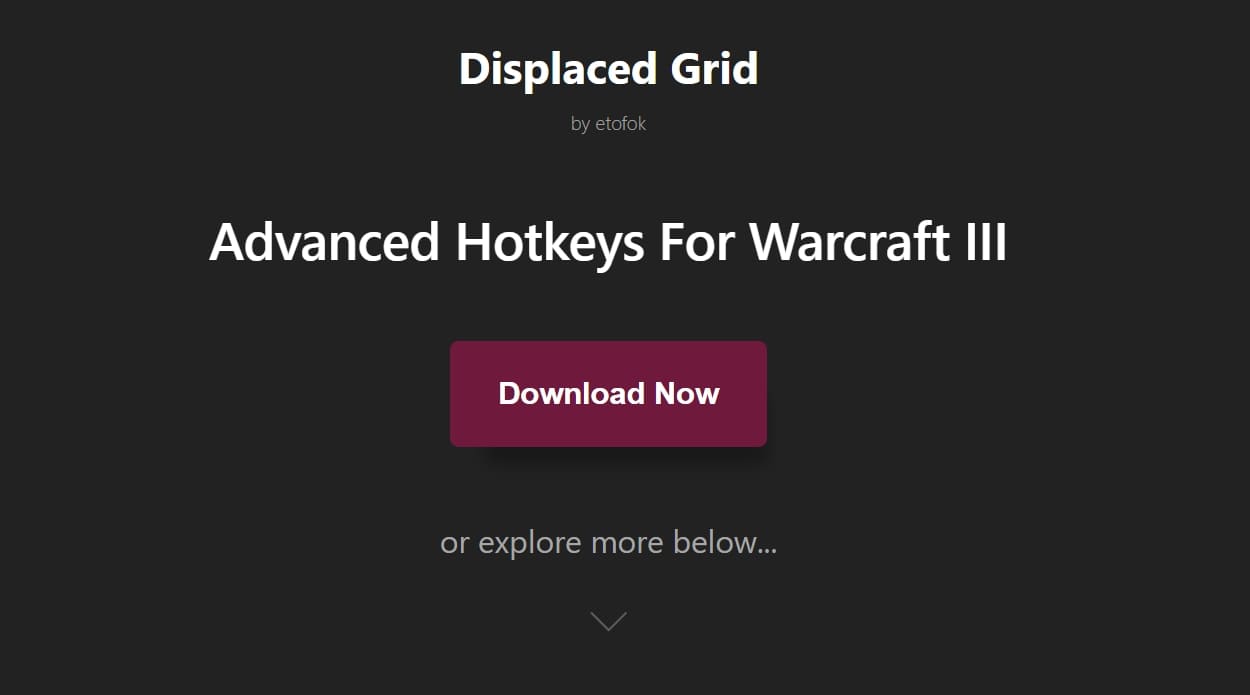 Displaced Grid
by etofok
Advanced Hotkeys For Warcraft III
Download Now
or explore more below...